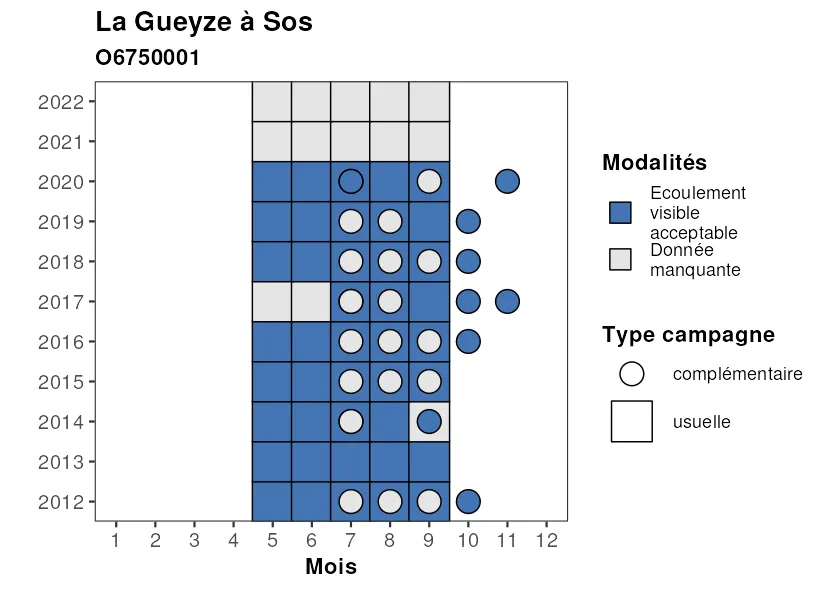 La Gueyze à Sos
O6750001
2022
2021
2020
2019
2018
2017
2016
2015
2014
2013
2012
1 2 3 4 5 6 7 8 9 10 11 12
Mois
Modalités
Ecoulement
visible
acceptable
Donnée
manquante
Type campagne
complémentaire
usuelle